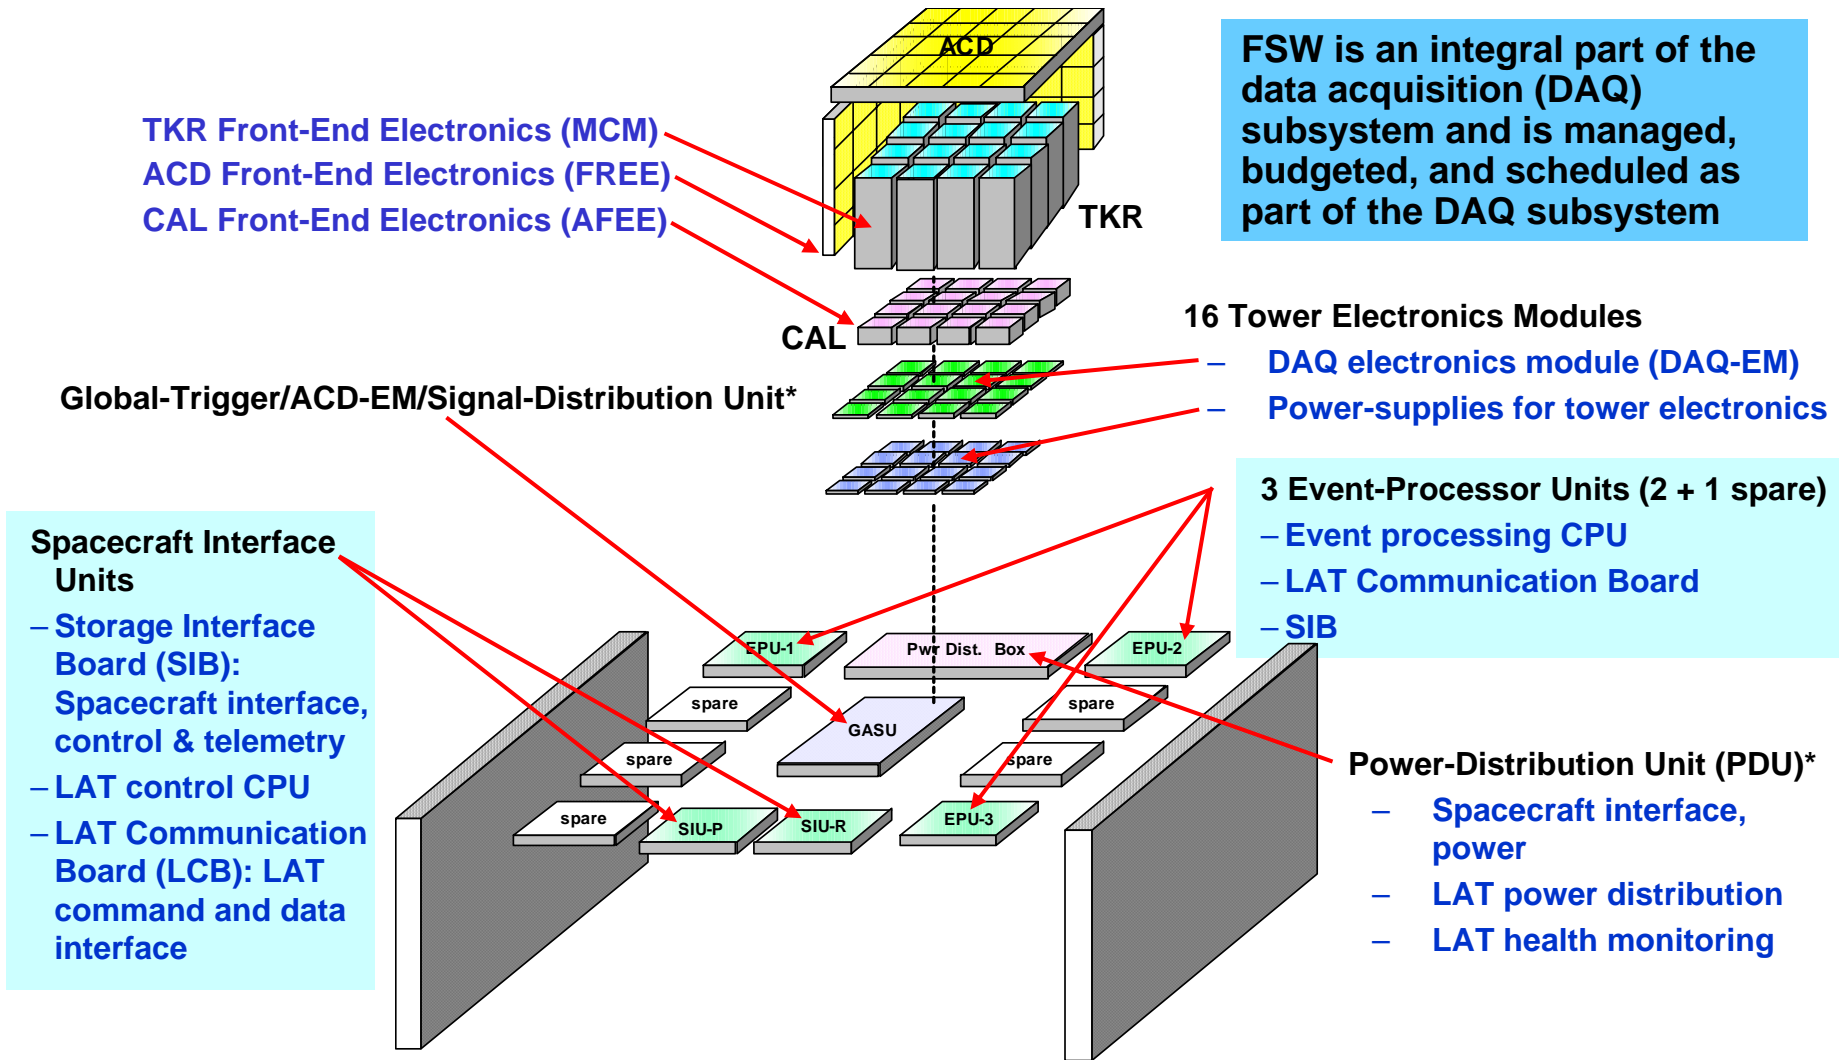 ACD
FSW is an integral part of the
data acquisition (DAQ)
subsystem and is managed,
budgeted, and scheduled as
part of the DAQ subsystem
TKR Front-End Electronics (MCM)
ACD Front-End Electronics (FREE)
CAL Front-End Electronics (AFEE)
TKR
CAL
16 Tower Electronics Modules
– DAQ electronics module (DAQ-EM)
– Power-supplies for tower electronics
Global-Trigger/ACD-EM/Signal-Distribution Unit*
3 Event-Processor Units (2 + 1 spare)
– Event processing CPU
– LAT Communication Board
– SIB
Spacecraft Interface
Units
– Storage Interface
Board (SIB):
Spacecraft interface,
control & telemetry
– LAT control CPU
– LAT Communication
Board (LCB): LAT
command and data
interface
EPU-1
Pwr Dist. Box
EPU-2
spare
GASU
spare
spare
spare
spare
SIU-P
SIU-R
EPU-3
Power-Distribution Unit (PDU)*
– Spacecraft interface,
power
– LAT power distribution
– LAT health monitoring